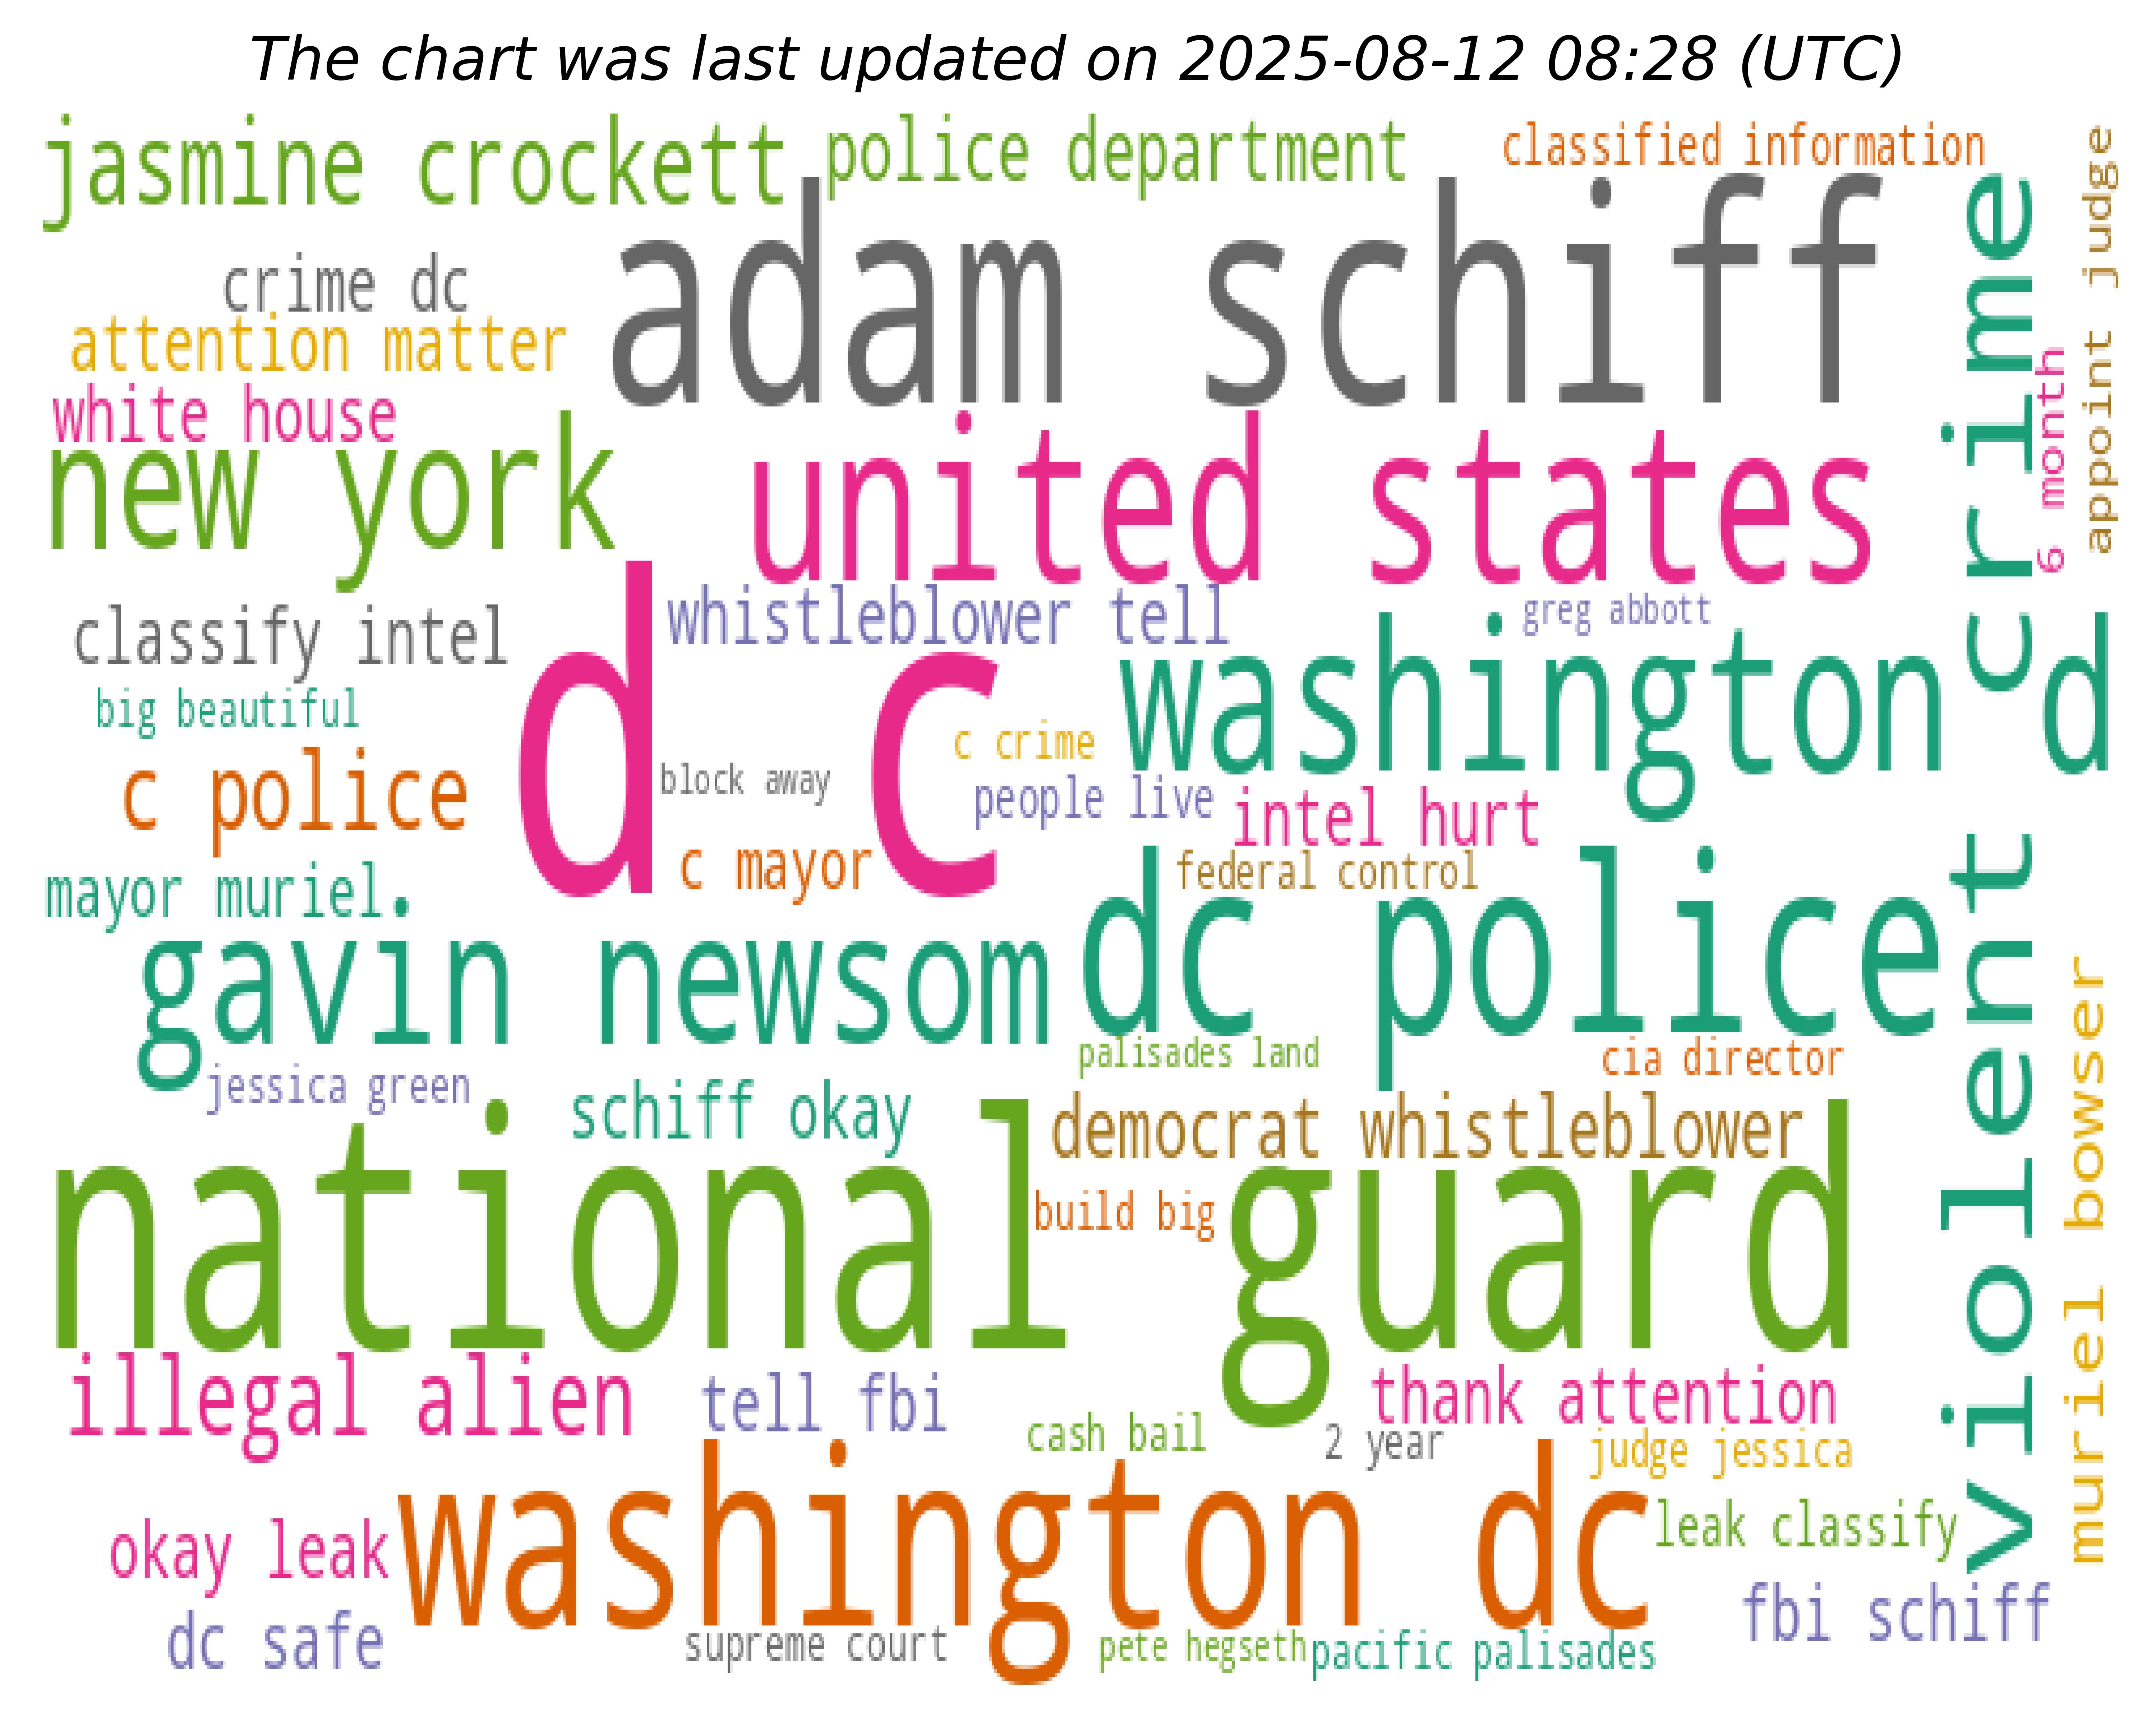 The chart was last updated on 2025-08-12 08:28 (UTC)
jasmine crockett
police department
classified information
appoint judge
adam schiff
violent crime
crime dc
attention matter
white house
6 month
new york
united states
whistleblower tell
greg abbott
classify intel
d c
washington d
big beautiful
c crime
c police
block away
people live
intel hurt
c mayor
federal control
mayor muriel
dc police
gavin newsom
muriel bowser
palisades land
cia director
jessica green
schiff okay
democrat whistleblower
national guard
build big
illegal alien
tell fbi
thank attention
cash bail
2 year
judge jessica
washington dc
okay leak
leak classify
fbi schiff
dc safe
supreme court
pete hegseth
pacific palisades